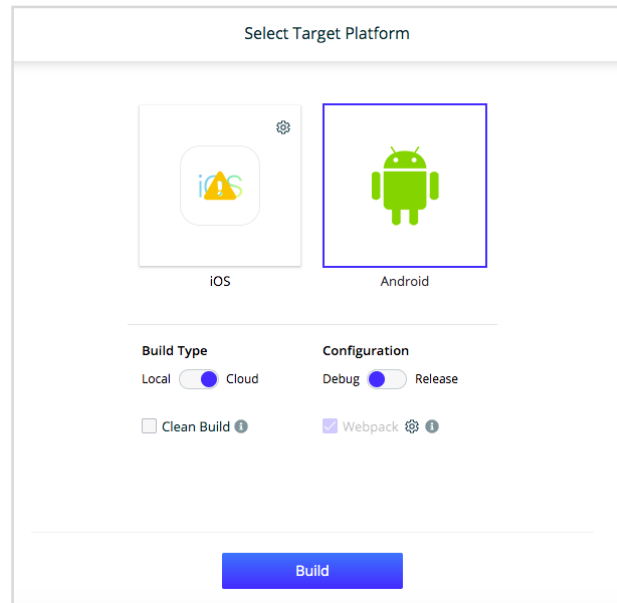 Select Target Platform
iOS
iOS Android
Build Type Configuration
Local Cloud Debug Release
Clean Build Webpack
Build